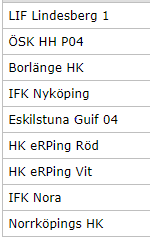 LIF Lindesberg 1
ÖSK HH P04
Borlänge HK
IFK Nyköping
Eskilstuna Guif 04
HK eRPing Röd
HK eRPing Vit
IFK Nora
Norrköpings HK